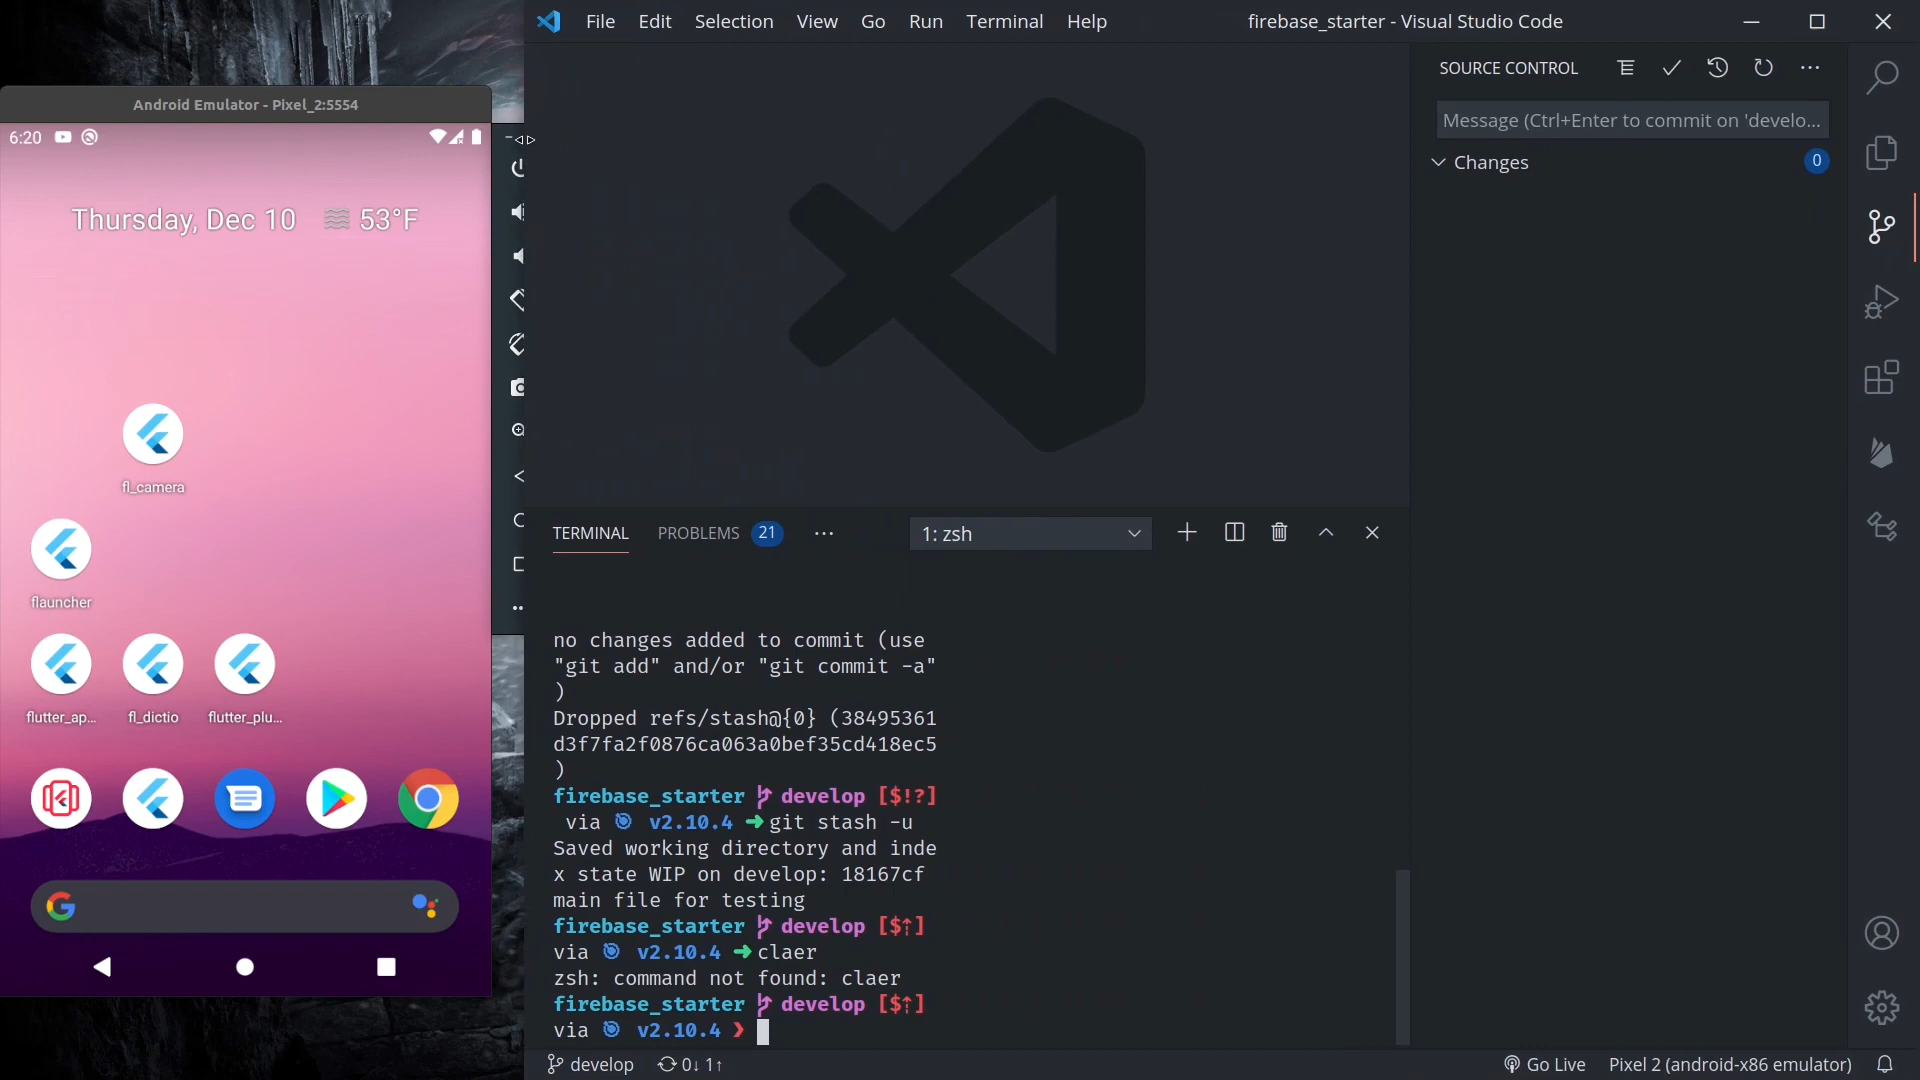 File Edit Selection View Go Run Terminal Help
firebase_starter - Visual Studio Code
Android Emulator - Pixel_2:5554
6:20
Thursday, Dec 10 53°F
fl_camera
flauncher
flutter_ap...
fl_dictio
flutter_plu...
SOURCE CONTROL
Message (Ctrl+Enter to commit on 'develo...
Changes 0
TERMINAL PROBLEMS 21 ...
1: zsh
no changes added to commit (use
"git add" and/or "git commit -a"
)
Dropped refs/stash@{0} (38495361
d3f7fa2f0876ca063a0bef35cd418ec5
)
firebase_starter develop [$!?]
via v2.10.4 ➜git stash -u
Saved working directory and inde
x state WIP on develop: 18167cf
main file for testing
firebase_starter develop [$↑]
via v2.10.4 ➜claer
zsh: command not found: claer
firebase_starter develop [$↑]
via v2.10.4 ❯
develop 0↓ 1↑
Go Live
Pixel 2 (android-x86 emulator)